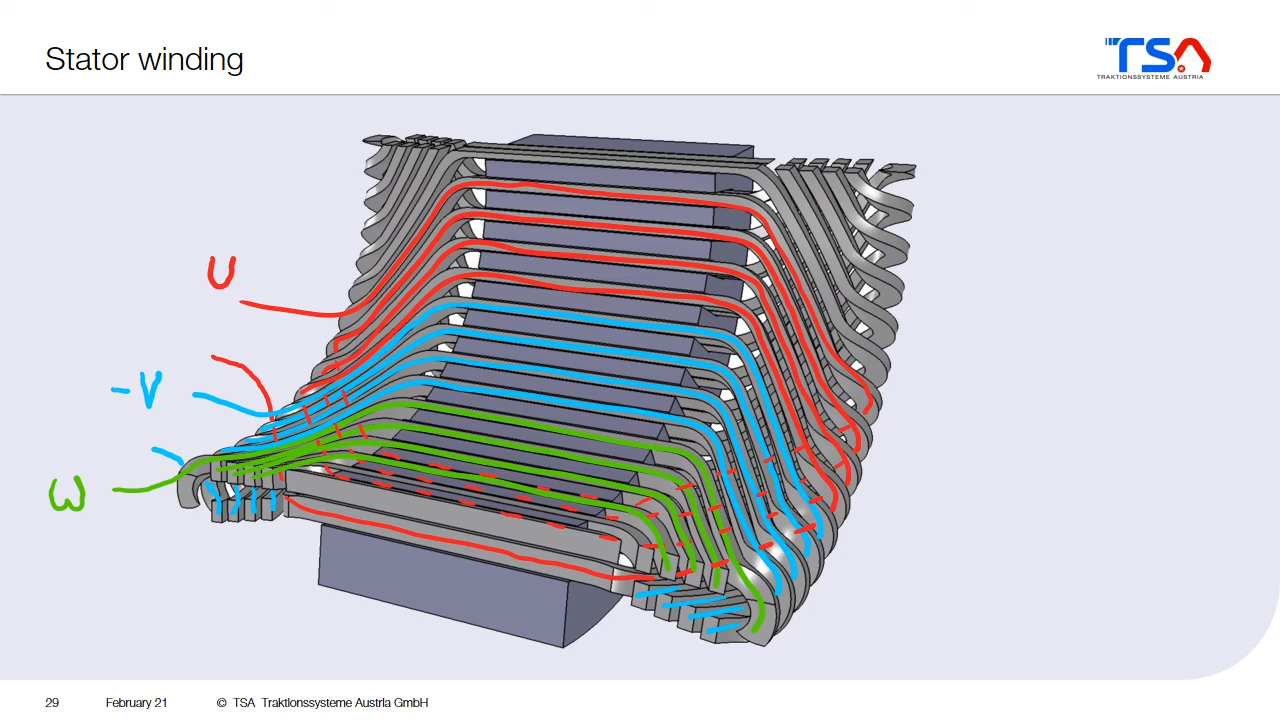 Stator winding
TSA
TRAKTIONSSYSTEME AUSTRIA
U
-V
W
29 February 21 © TSA Traktionssysteme Austria GmbH